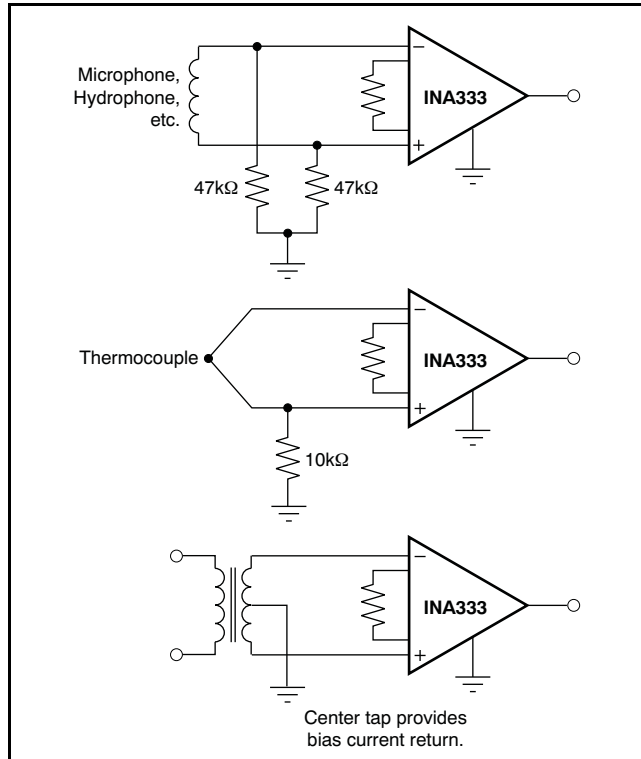 Microphone,
Hydrophone,
etc.
−
INA333
+
47kΩ
47kΩ
−
Thermocouple
INA333
+
10kΩ
−
INA333
+
Center tap provides
bias current return.